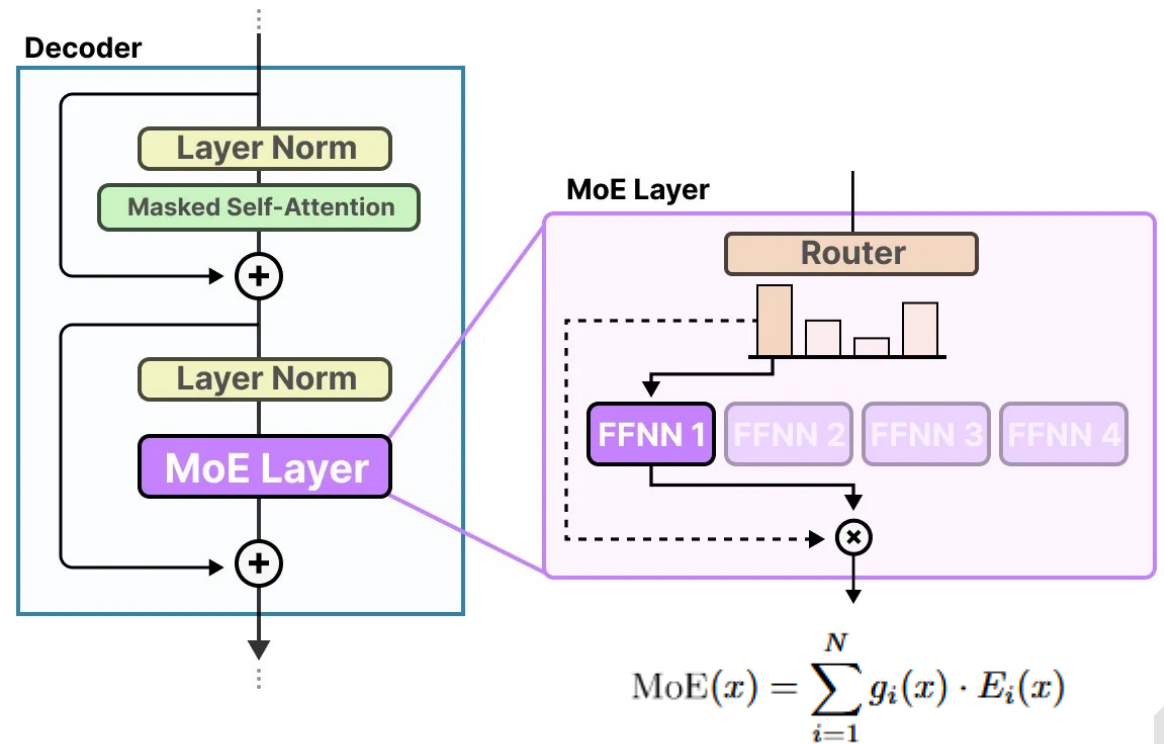 Decoder
Layer Norm
Masked Self-Attention
+
Layer Norm
MoE Layer
+
MoE Layer
Router
FFNN 1 FFNN 2 FFNN 3 FFNN 4
×
MoE(x) = ∑_{i=1}^{N} g_i(x) · E_i(x)